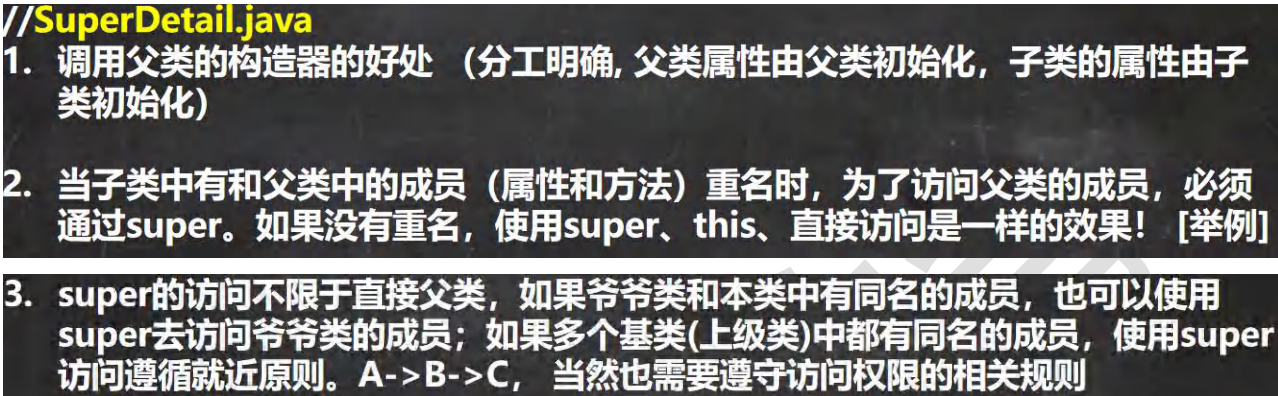 //SuperDetail.java
1. 调用父类的构造器的好处 （分工明确, 父类属性由父类初始化，子类的属性由子
类初始化）
2. 当子类中有和父类中的成员（属性和方法）重名时，为了访问父类的成员，必须
通过super。如果没有重名，使用super、this、直接访问是一样的效果！ [举例]
3. super的访问不限于直接父类，如果爷爷类和本类中有同名的成员，也可以使用
super去访问爷爷类的成员；如果多个基类(上级类)中都有同名的成员，使用super
访问遵循就近原则。A->B->C， 当然也需要遵守访问权限的相关规则